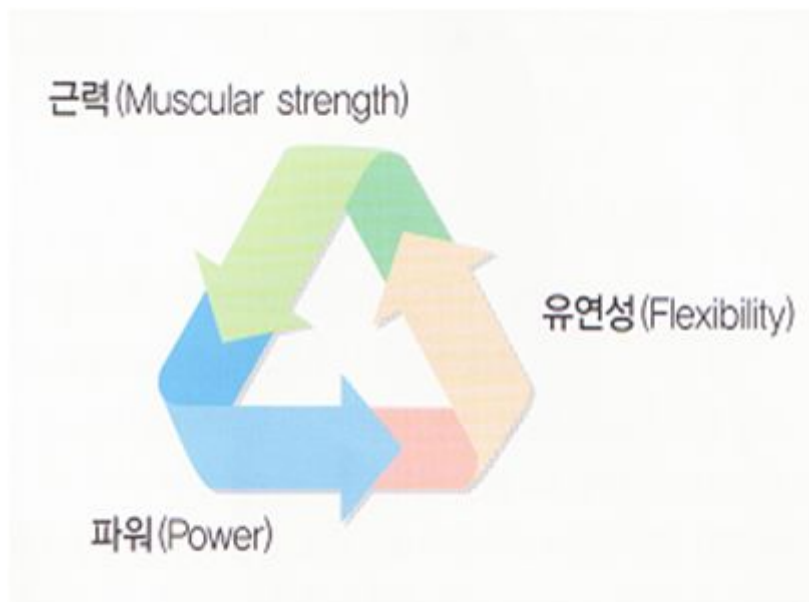 근력(Muscular strength)
유연성(Flexibility)
파워(Power)